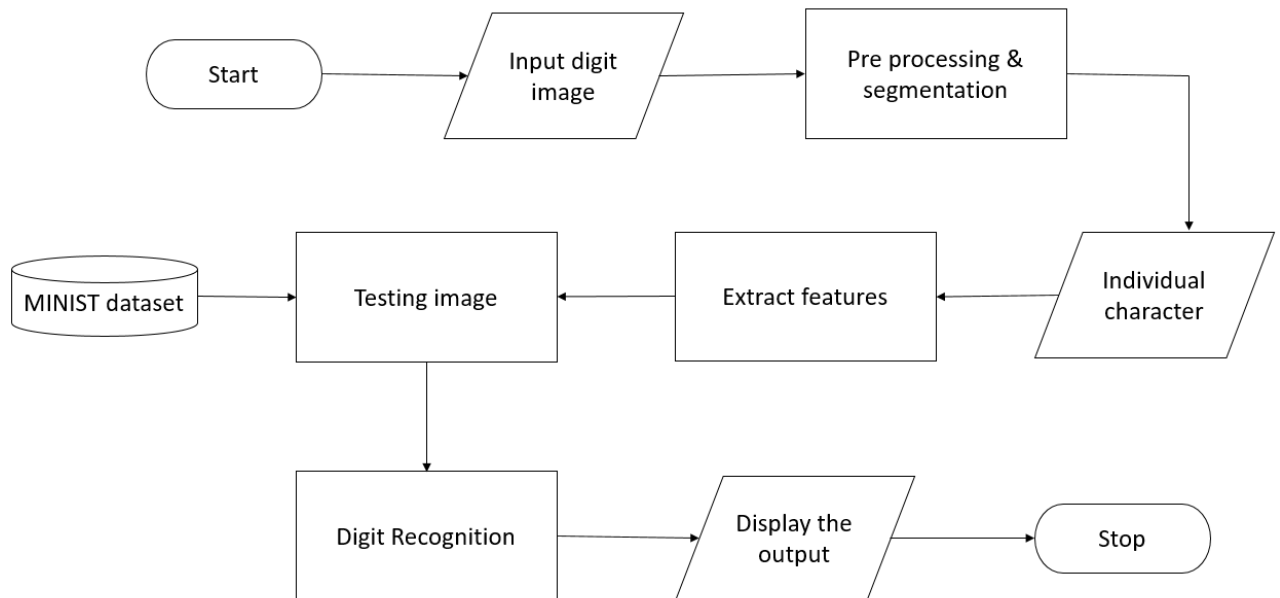 Start
Input digit
image
Pre processing &
segmentation
MINIST dataset
Testing image
Extract features
Individual
character
Digit Recognition
Display the
output
Stop